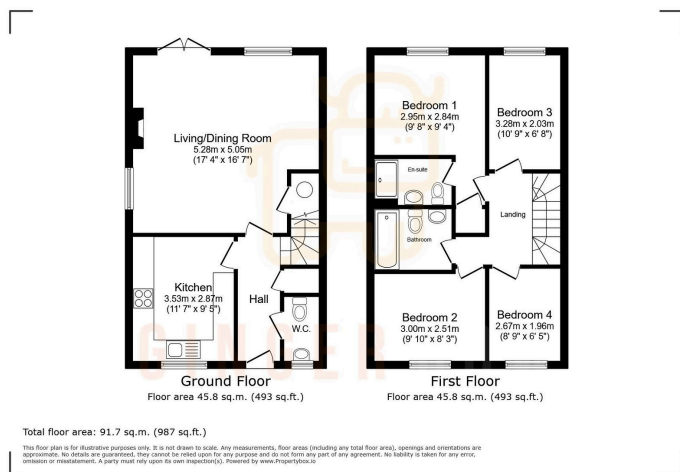 Living/Dining Room
5.28m x 5.05m
(17' 4" x 16' 7")
Kitchen
3.53m x 2.87m
(11' 7" x 9' 5")
Hall
W.C.
Ground Floor
Floor area 45.8 sq.m. (493 sq.ft.)
Bedroom 1
2.95m x 2.84m
(9' 8" x 9' 4")
Bedroom 3
3.28m x 2.03m
(10' 9" x 6' 8")
En-suite
Landing
Bathroom
Bedroom 2
3.00m x 2.51m
(9' 10" x 8' 3")
Bedroom 4
2.67m x 1.96m
(8' 9" x 6' 5")
First Floor
Floor area 45.8 sq.m. (493 sq.ft.)
GINGER
Total floor area: 91.7 sq.m. (987 sq.ft.)
This floor plan is for illustrative purposes only. It is not drawn to scale. Any measurements, floor areas (including any total floor area), openings and orientations are
approximate. No details are guaranteed, they cannot be relied upon for any purpose and do not form any part of any agreement. No liability is taken for any error,
omission or misstatement. A party must rely upon its own inspection(s). Powered by www.Propertybox.io